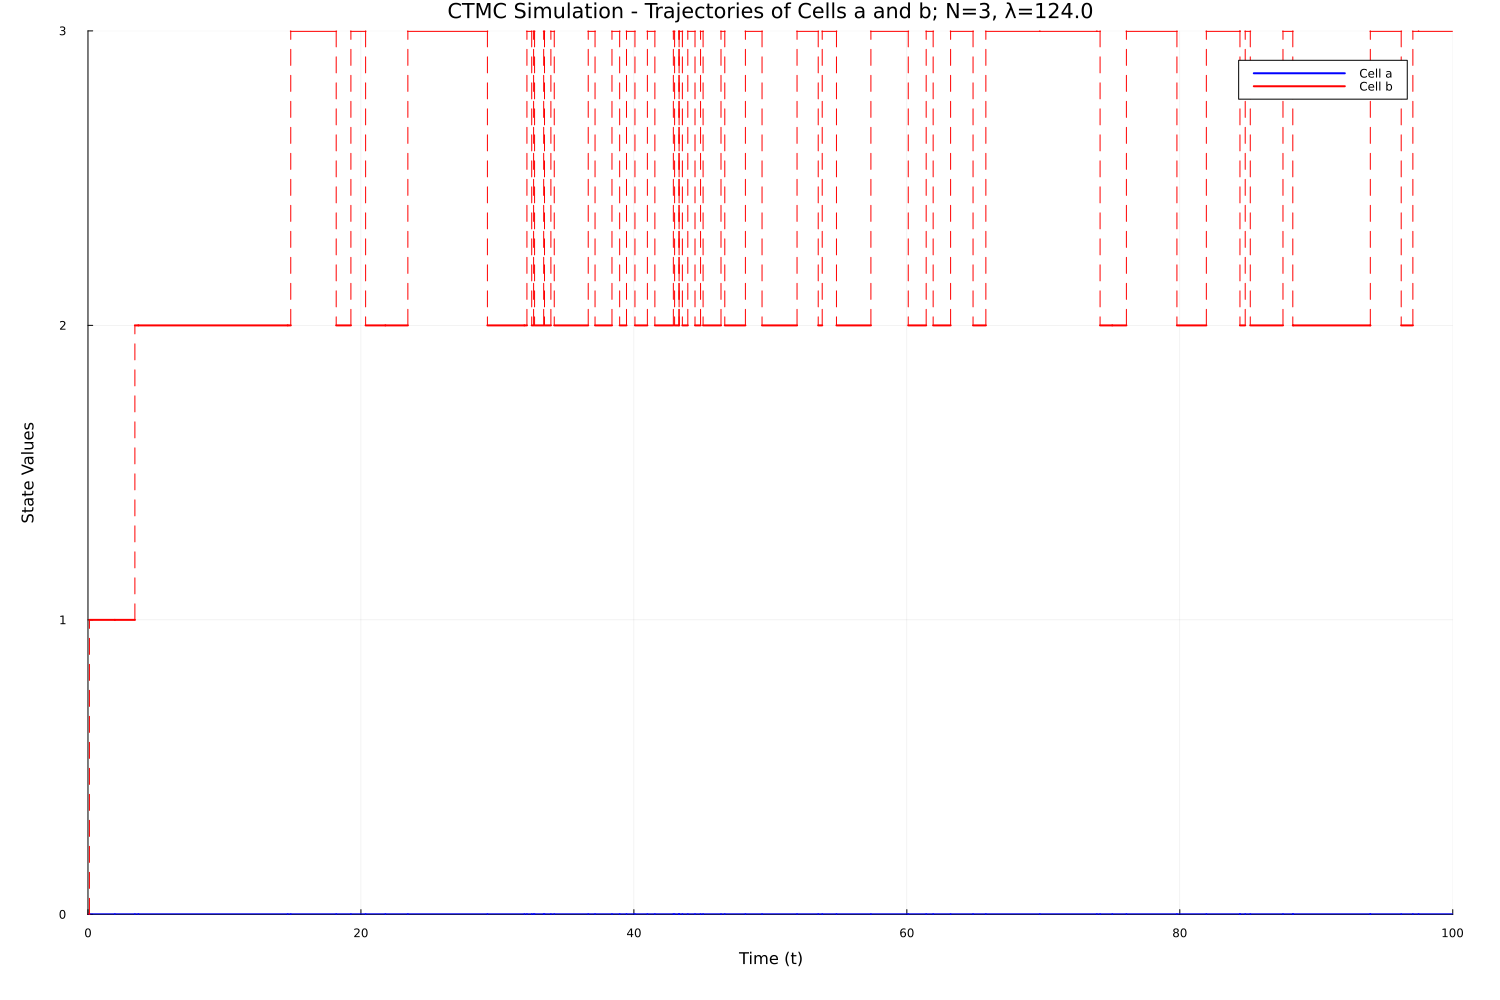 CTMC Simulation - Trajectories of Cells a and b; N=3, λ=124.0
3
Cell a
Cell b
2
State Values
1
0
0 20 40 60 80 100
Time (t)